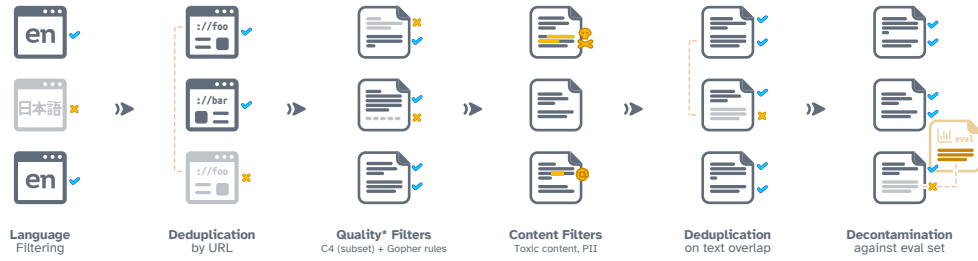 en
日本語
en
://foo
://bar
://foo
@
eval
Language
Filtering
Deduplication
by URL
Quality* Filters
C4 (subset) + Gopher rules
Content Filters
Toxic content, PII
Deduplication
on text overlap
Decontamination
against eval set